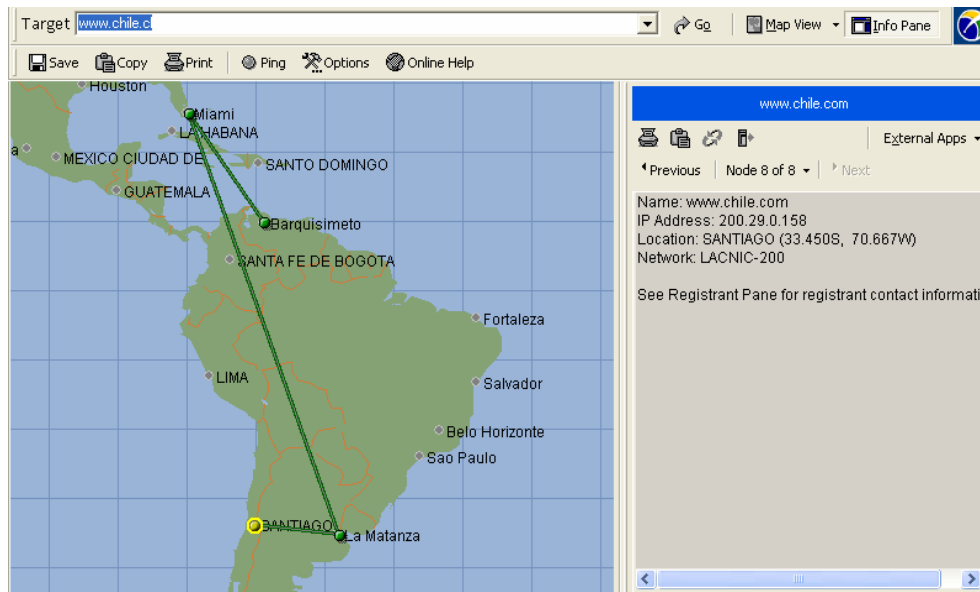 Target www.chile.cl Go Map View Info Pane
Save Copy Print Ping Options Online Help
Houston
Miami
LA HABANA
a
MEXICO CIUDAD DE
SANTO DOMINGO
GUATEMALA
Barquisimeto
SANTA FE DE BOGOTA
Fortaleza
LIMA
Salvador
Belo Horizonte
Sao Paulo
SANTIAGO
La Matanza
www.chile.com
External Apps
Previous Node 8 of 8 Next
Name: www.chile.com
IP Address: 200.29.0.158
Location: SANTIAGO (33.450S, 70.667W)
Network: LACNIC-200
See Registrant Pane for registrant contact informati